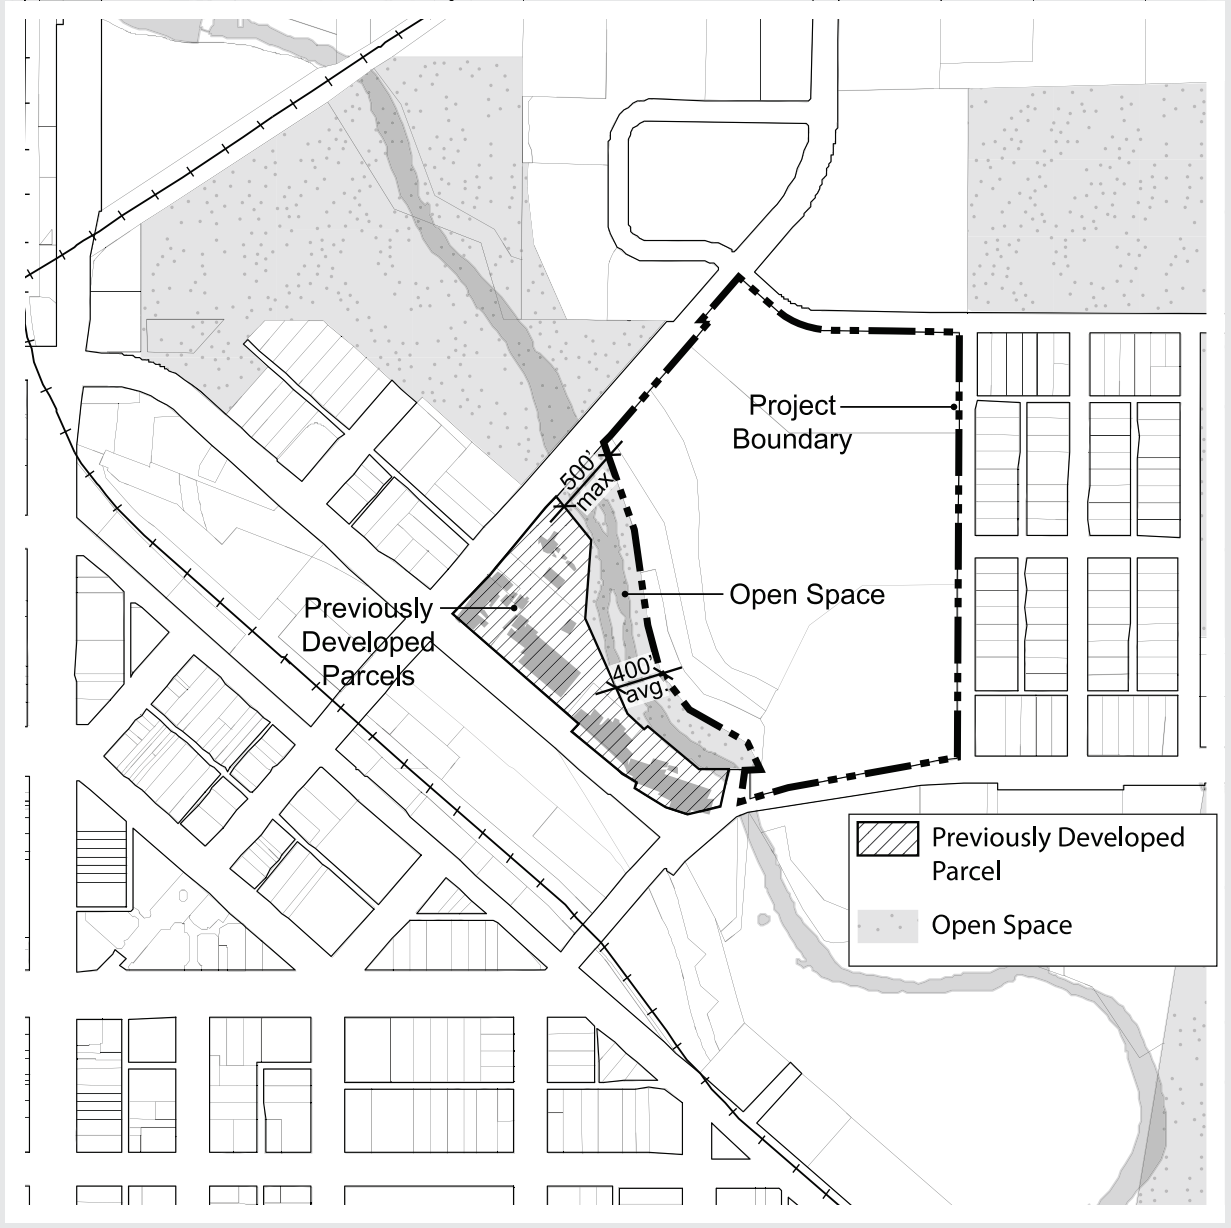 Project
Boundary
500'
max.
Open Space
Previously
Developed
Parcels
400'
avg.
Previously Developed
Parcel
Open Space